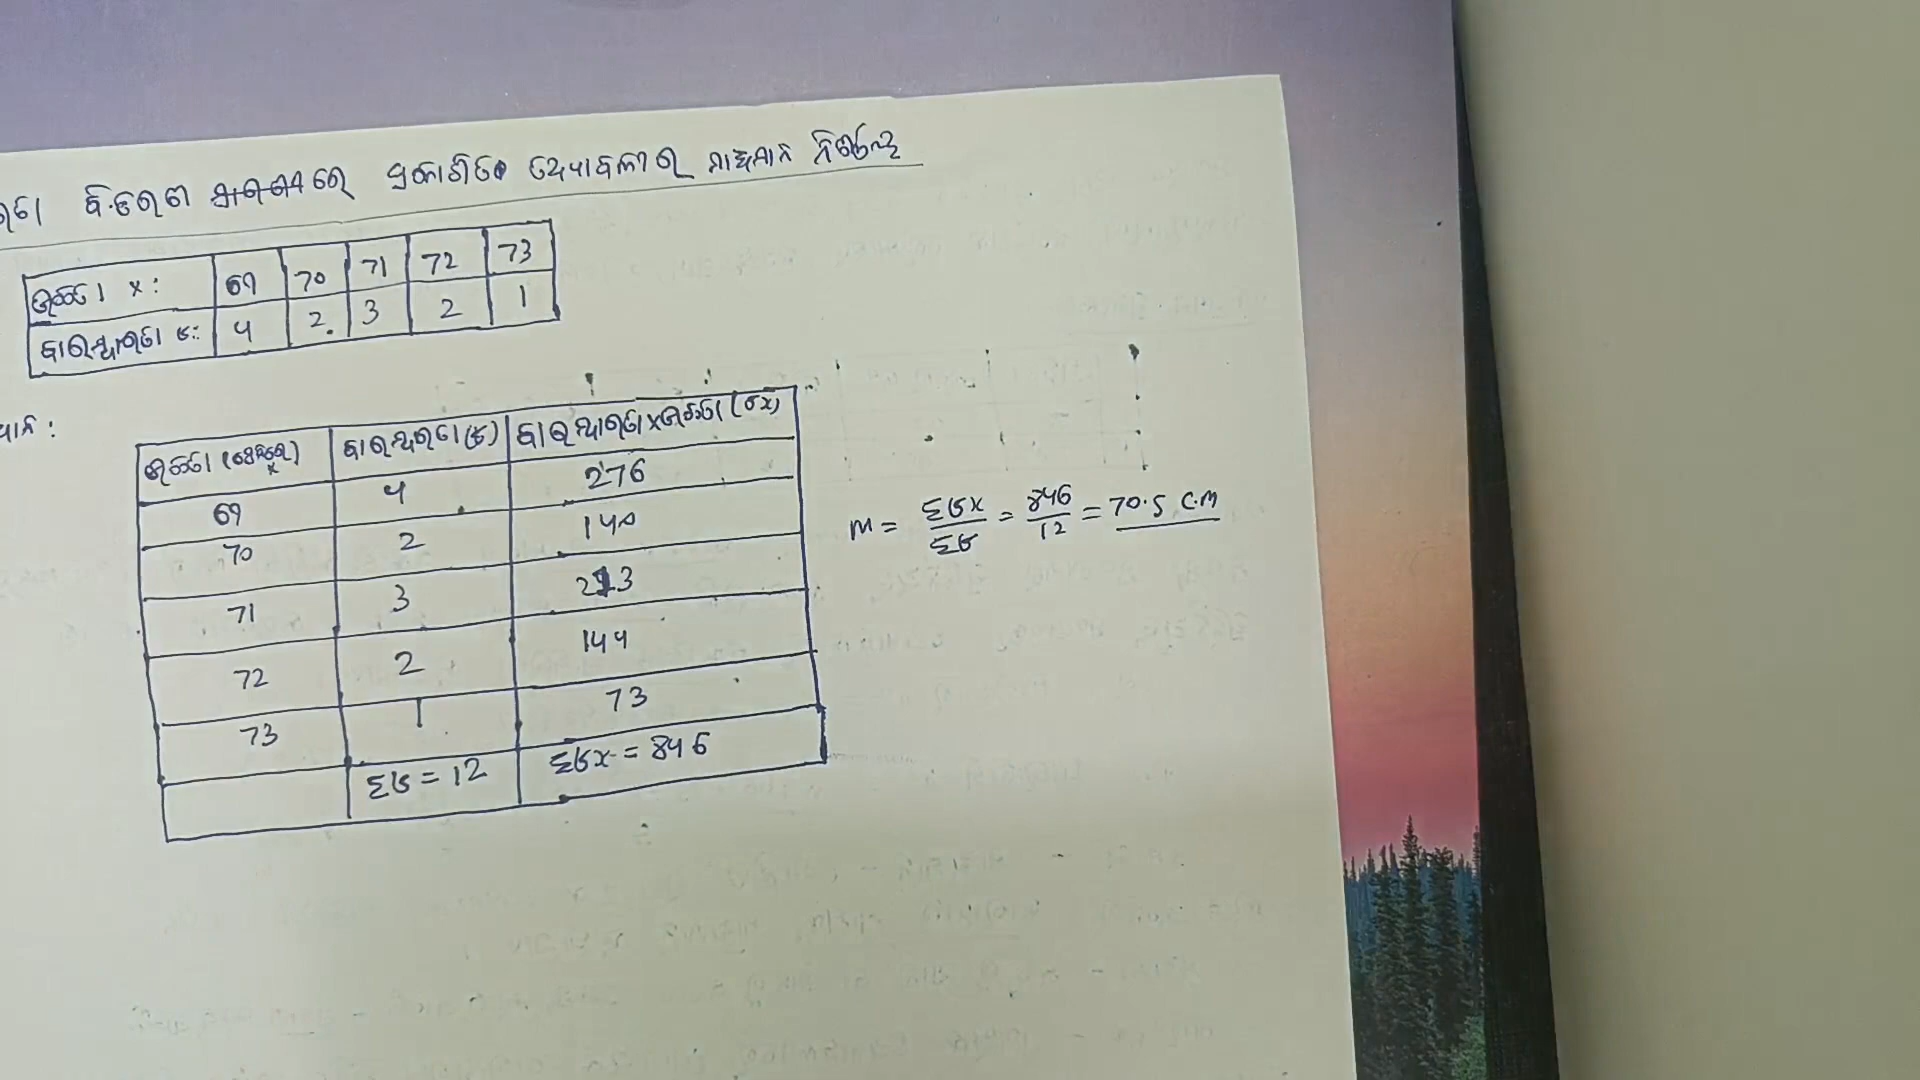 ବିତରଣ ସାରଣୀରେ ପ୍ରକାଶିତ ତଥ୍ୟାବଳୀର ମାଧ୍ୟମାନ ନିର୍ଣ୍ଣୟ
ଉଚ୍ଚତା x: 69 70 71 72 73
ବାରମ୍ବାରତା f: 4 2 3 2 1
ଉଚ୍ଚତା (ସେ.ମି.ରେ) x ବାରମ୍ବାରତା (f) ବାରମ୍ବାରତା x ଉଚ୍ଚତା (fx)
69 4 276
70 2 140
71 3 213
72 2 144
73 1 73
Σf = 12 Σfx = 846
M = Σfx / Σf = 846 / 12 = 70.5 C.M